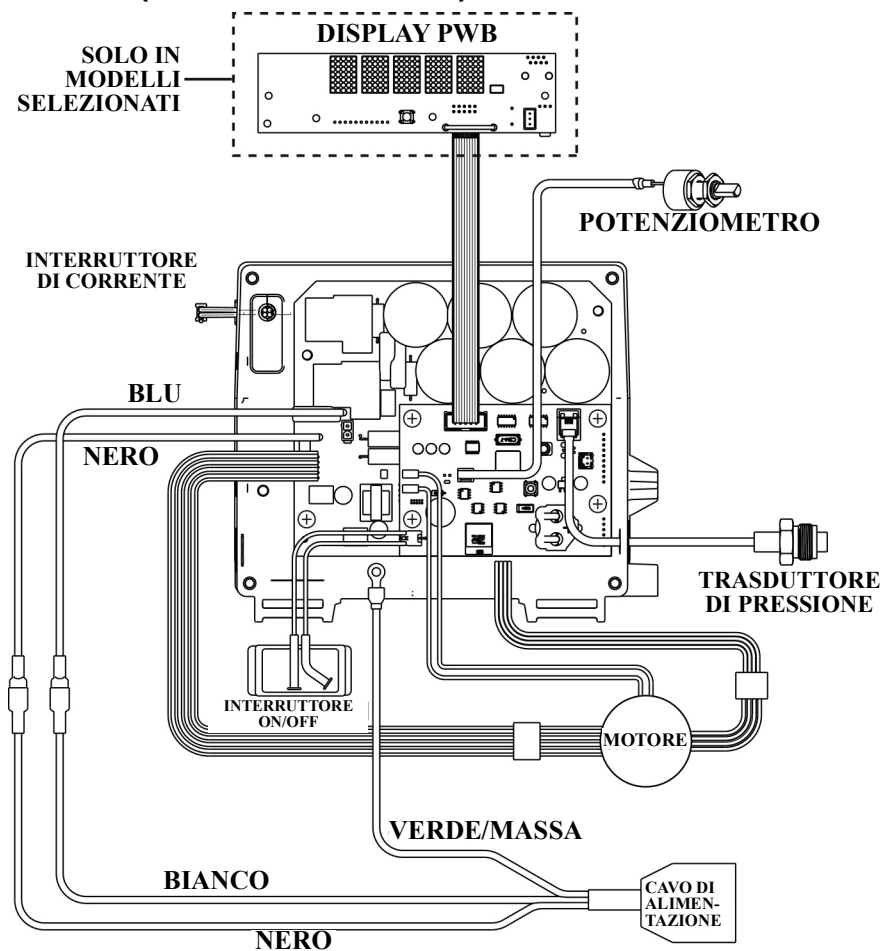 DISPLAY PWB
SOLO IN
MODELLI
SELEZIONATI
POTENZIOMETRO
INTERRUTTORE
DI CORRENTE
BLU
NERO
TRASDUTTORE
DI PRESSIONE
INTERRUTTORE
ON/OFF
MOTORE
VERDE/MASSA
BIANCO
CAVO DI
ALIMEN-
TAZIONE
NERO